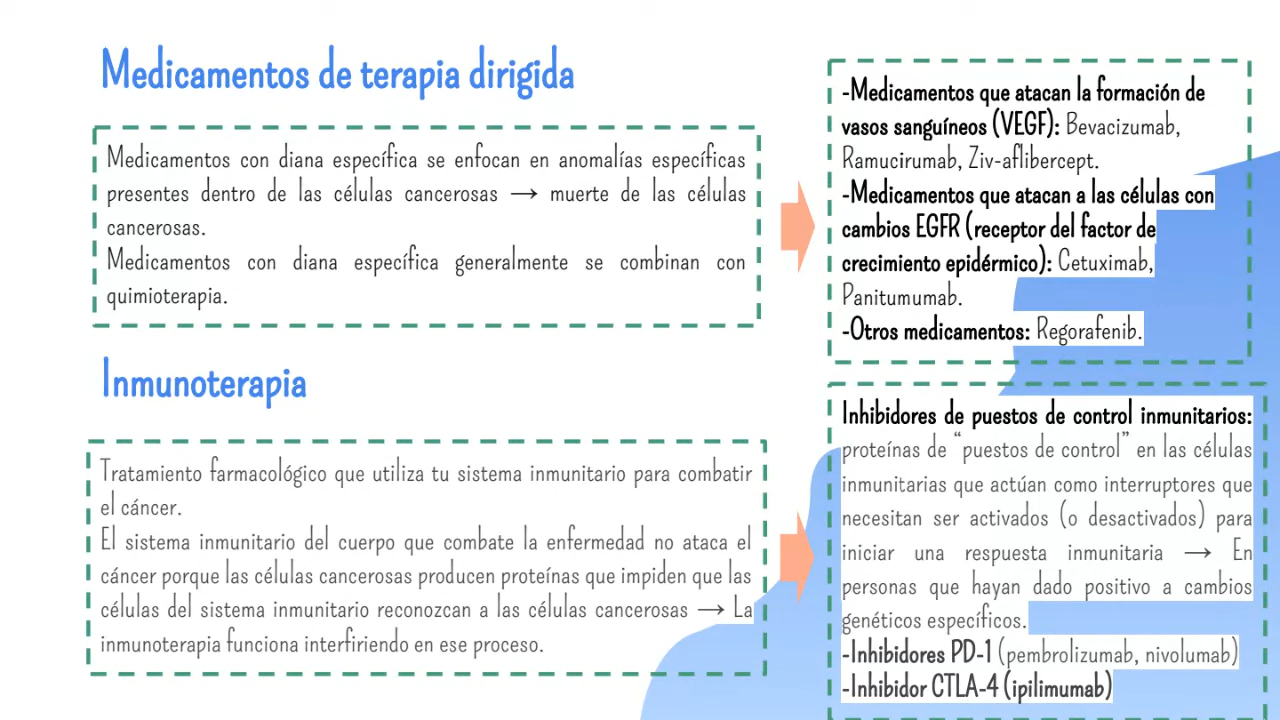 Medicamentos de terapia dirigida
Medicamentos con diana específica se enfocan en anomalías específicas
presentes dentro de las células cancerosas → muerte de las células
cancerosas.
Medicamentos con diana específica generalmente se combinan con
quimioterapia.
-Medicamentos que atacan la formación de
vasos sanguíneos (VEGF): Bevacizumab,
Ramucirumab, Ziv-aflibercept.
-Medicamentos que atacan a las células con
cambios EGFR (receptor del factor de
crecimiento epidérmico): Cetuximab,
Panitumumab.
-Otros medicamentos: Regorafenib.
Inmunoterapia
Tratamiento farmacológico que utiliza tu sistema inmunitario para combatir
el cáncer.
El sistema inmunitario del cuerpo que combate la enfermedad no ataca el
cáncer porque las células cancerosas producen proteínas que impiden que las
células del sistema inmunitario reconozcan a las células cancerosas → La
inmunoterapia funciona interfiriendo en ese proceso.
Inhibidores de puestos de control inmunitarios:
proteínas de “puestos de control” en las células
inmunitarias que actúan como interruptores que
necesitan ser activados (o desactivados) para
iniciar una respuesta inmunitaria → En
personas que hayan dado positivo a cambios
genéticos específicos.
-Inhibidores PD-1 (pembrolizumab, nivolumab)
-Inhibidor CTLA-4 (ipilimumab)